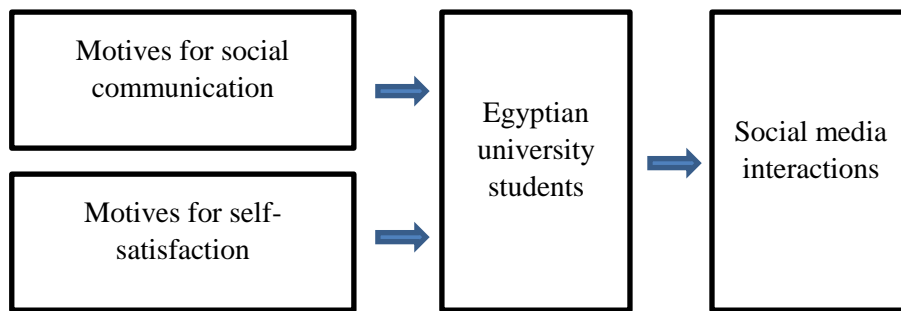 Motives for social
communication
Motives for self-
satisfaction
Egyptian
university
students
Social media
interactions